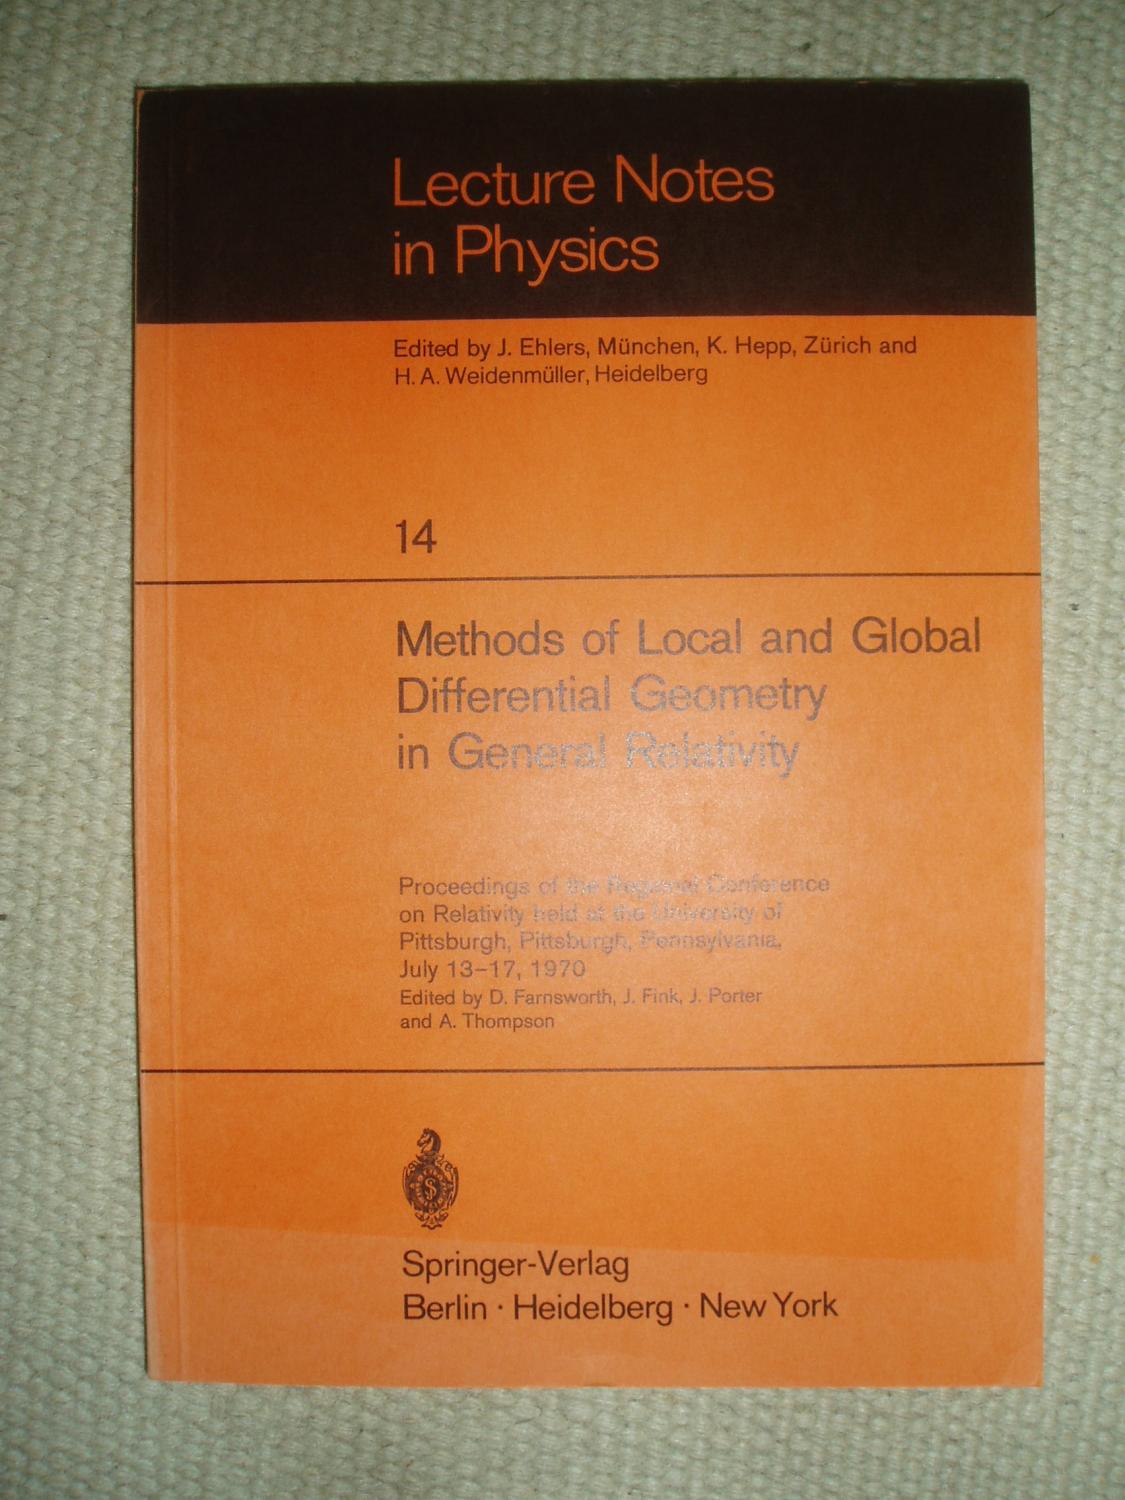 Lecture Notes
in Physics
Edited by J. Ehlers, München, K. Hepp, Zürich and
H. A. Weidenmüller, Heidelberg
14
Methods of Local and Global
Differential Geometry
in General Relativity
Proceedings of the Regional Conference
on Relativity held at the University of
Pittsburgh, Pittsburgh, Pennsylvania,
July 13–17, 1970
Edited by D. Farnsworth, J. Fink, J. Porter
and A. Thompson
Springer-Verlag
Berlin · Heidelberg · New York